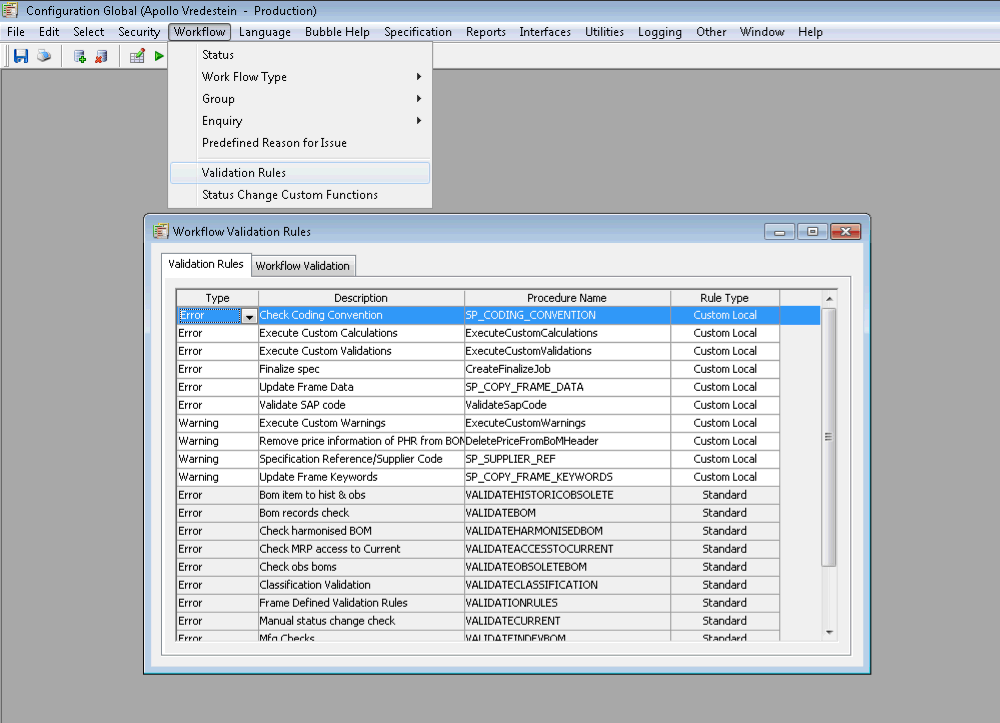 Configuration Global (Apollo Vredestein - Production)
File Edit Select Security Workflow Language Bubble Help Specification Reports Interfaces Utilities Logging Other Window Help
Status
Work Flow Type
Group
Enquiry
Predefined Reason for Issue
Validation Rules
Status Change Custom Functions
Workflow Validation Rules
Validation Rules Workflow Validation
Type Description Procedure Name Rule Type
Error Check Coding Convention SP_CODING_CONVENTION Custom Local
Error Execute Custom Calculations ExecuteCustomCalculations Custom Local
Error Execute Custom Validations ExecuteCustomValidations Custom Local
Error Finalize spec CreateFinalizeJob Custom Local
Error Update Frame Data SP_COPY_FRAME_DATA Custom Local
Error Validate SAP code ValidateSapCode Custom Local
Warning Execute Custom Warnings ExecuteCustomWarnings Custom Local
Warning Remove price information of PHR from BOM DeletePriceFromBoMHeader Custom Local
Warning Specification Reference/Supplier Code SP_SUPPLIER_REF Custom Local
Warning Update Frame Keywords SP_COPY_FRAME_KEYWORDS Custom Local
Error Bom item to hist & obs VALIDATEHISTORICOBSOLETE Standard
Error Bom records check VALIDATEBOM Standard
Error Check harmonised BOM VALIDATEHARMONISEDBOM Standard
Error Check MRP access to Current VALIDATEACCESSTOCURRENT Standard
Error Check obs boms VALIDATEOBSOLETEBOM Standard
Error Classification Validation VALIDATECLASSIFICATION Standard
Error Frame Defined Validation Rules VALIDATIONRULES Standard
Error Manual status change check VALIDATECURRENT Standard
Error Mfg Checks VALIDATEINDEVBOM Standard